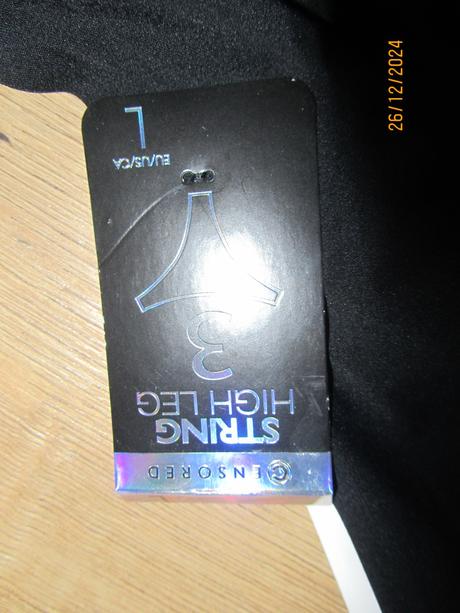 CENSORED
STRING
HIGH LEG
3
EU/US/CA
L
26/12/2024